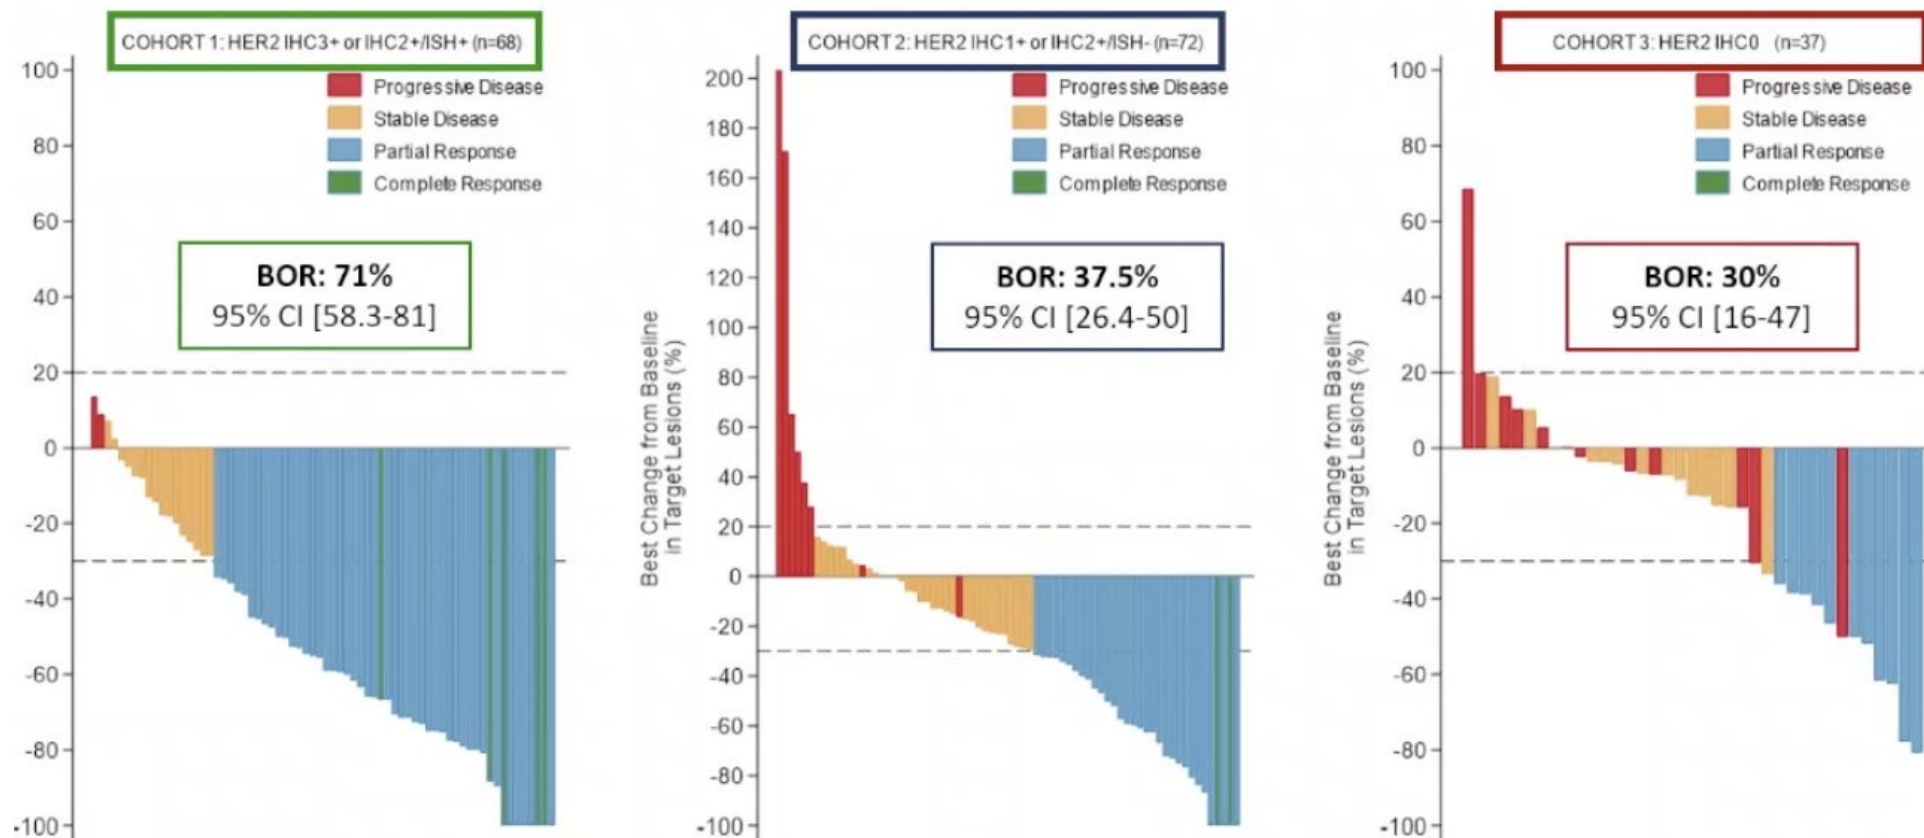 COHORT 1: HER2 IHC3+ or IHC2+/ISH+ (n=68)
Progressive Disease
Stable Disease
Partial Response
Complete Response
BOR: 71%
95% CI [58.3-81]
100
80
60
40
20
0
-20
-40
-60
-80
-100
COHORT 2: HER2 IHC1+ or IHC2+/ISH- (n=72)
Progressive Disease
Stable Disease
Partial Response
Complete Response
BOR: 37.5%
95% CI [26.4-50]
Best Change from Baseline
in Target Lesions (%)
200
180
160
140
120
100
80
60
40
20
0
-20
-40
-60
-80
-100
COHORT 3: HER2 IHC0 (n=37)
Progressive Disease
Stable Disease
Partial Response
Complete Response
BOR: 30%
95% CI [16-47]
Best Change from Baseline
in Target Lesions (%)
100
80
60
40
20
0
-20
-40
-60
-80
-100